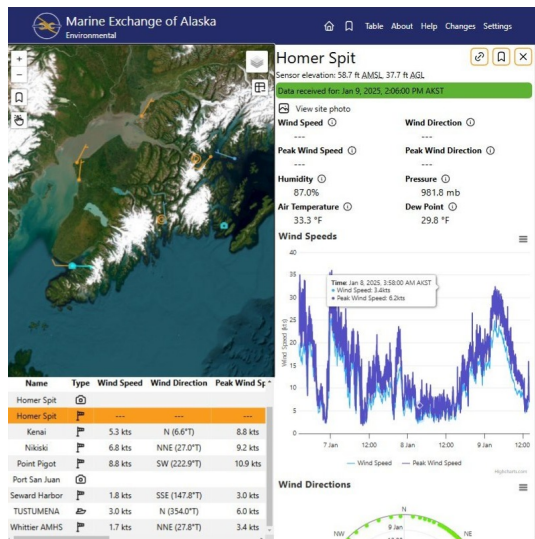 Marine Exchange of Alaska
Environmental
Table About Help Changes Settings
Homer Spit
Sensor elevation: 58.7 ft AMSL, 37.7 ft AGL
Data received for: Jan 9, 2025, 2:06:00 PM AKST
View site photo
Wind Speed Wind Direction
--- ---
Peak Wind Speed Peak Wind Direction
--- ---
Humidity Pressure
87.0% 981.8 mb
Air Temperature Dew Point
33.3 °F 29.8 °F
Wind Speeds
40
35
30
25
20
15
10
5
0
Wind Speed (kts)
Time: Jan 8, 2025, 3:58:00 AM AKST
Wind Speed: 3.4kts
Peak Wind Speed: 6.2kts
7 Jan 12:00 8 Jan 12:00 9 Jan 12:00
Wind Speed Peak Wind Speed
Highcharts.com
Wind Directions
N
9 Jan
NW NE
Name Type Wind Speed Wind Direction Peak Wind Sp
Homer Spit
Homer Spit --- --- ---
Kenai 5.3 kts N (6.6°T) 8.8 kts
Nikiski 6.8 kts NNE (27.0°T) 9.2 kts
Point Pigot 8.8 kts SW (222.9°T) 10.9 kts
Port San Juan
Seward Harbor 1.8 kts SSE (147.8°T) 3.0 kts
TUSTUMENA 3.0 kts N (354.0°T) 6.0 kts
Whittier AMHS 1.7 kts NNE (27.8°T) 3.4 kts